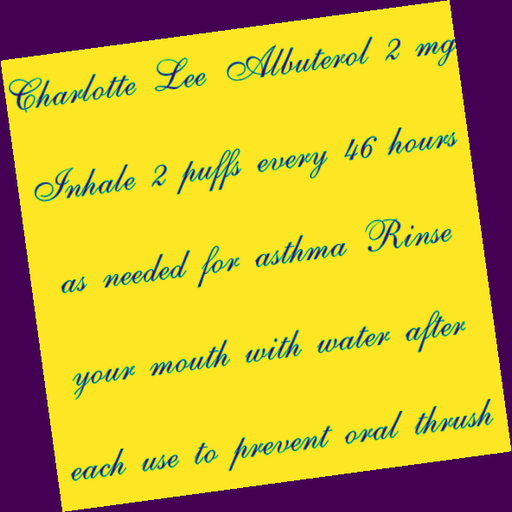 Charlotte Lee Albuterol 2 mg
Inhale 2 puffs every 46 hours
as needed for asthma Rinse
your mouth with water after
each use to prevent oral thrush